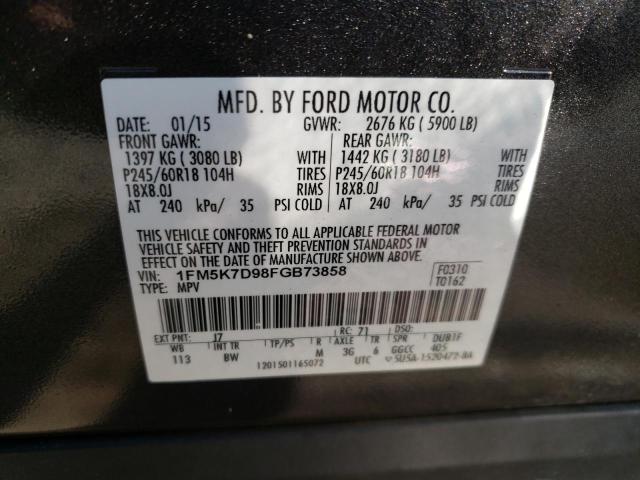 MFD. BY FORD MOTOR CO.
DATE: 01/15 GVWR: 2676 KG ( 5900 LB)
FRONT GAWR: REAR GAWR:
1397 KG ( 3080 LB) WITH 1442 KG ( 3180 LB) WITH
P245/60R18 104H TIRES P245/60R18 104H TIRES
18X8.0J RIMS 18X8.0J RIMS
AT 240 kPa/ 35 PSI COLD AT 240 kPa/ 35 PSI COLD
THIS VEHICLE CONFORMS TO ALL APPLICABLE FEDERAL MOTOR
VEHICLE SAFETY AND THEFT PREVENTION STANDARDS IN
EFFECT ON THE DATE OF MANUFACTURE SHOWN ABOVE.
VIN: 1FM5K7D98FGB73858 F0310
TYPE: MPV T0162
EXT PNT: J7 RC: 71 DSO:
WB INT TR TP/PS R AXLE TR SPR DUB1F
113 BW M 3G 6 GGCC 405
1201501165072 UTC 5U5A-1520472-BA